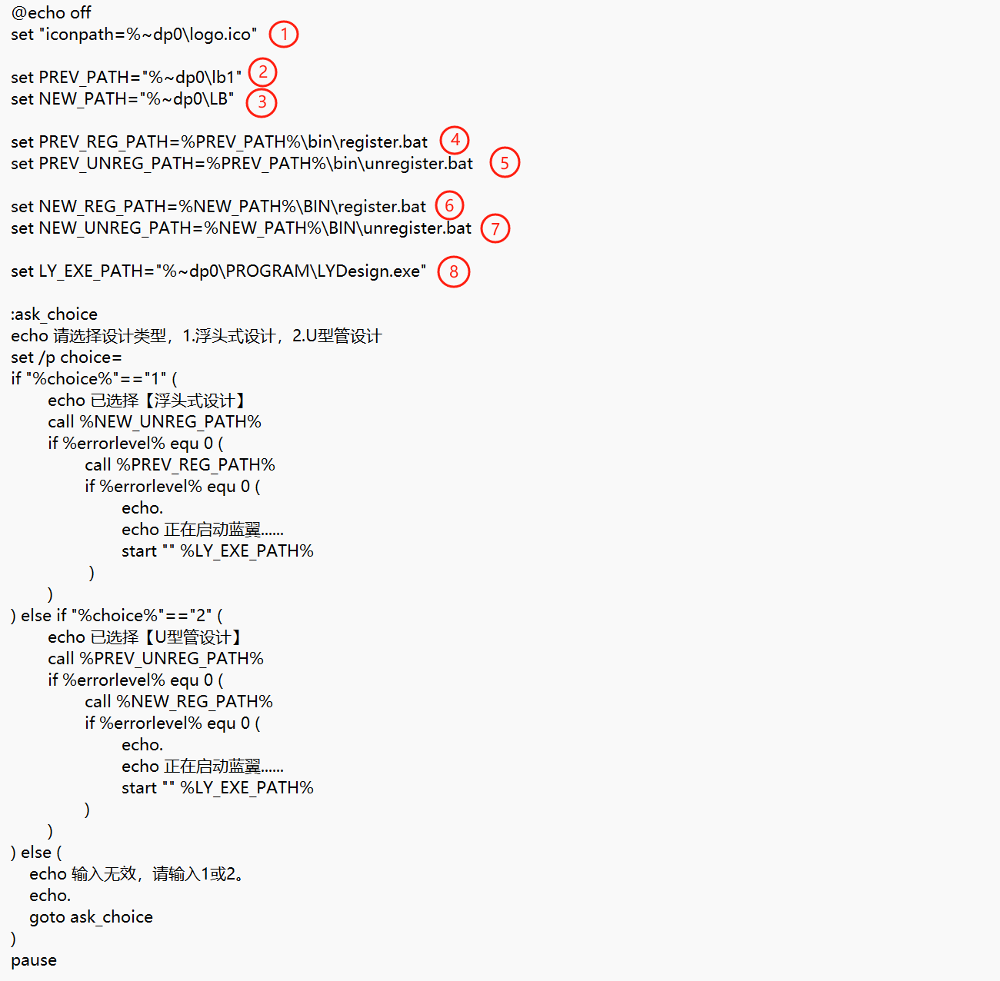 @echo off
set "iconpath=%~dp0\logo.ico" 1
set PREV_PATH="%~dp0\lb1" 2
set NEW_PATH="%~dp0\LB" 3
set PREV_REG_PATH=%PREV_PATH%\bin\register.bat 4
set PREV_UNREG_PATH=%PREV_PATH%\bin\unregister.bat 5
set NEW_REG_PATH=%NEW_PATH%\BIN\register.bat 6
set NEW_UNREG_PATH=%NEW_PATH%\BIN\unregister.bat 7
set LY_EXE_PATH="%~dp0\PROGRAM\LYDesign.exe" 8
:ask_choice
echo 请选择设计类型，1.浮头式设计，2.U型管设计
set /p choice=
if "%choice%"=="1" (
echo 已选择【浮头式设计】
call %NEW_UNREG_PATH%
if %errorlevel% equ 0 (
call %PREV_REG_PATH%
if %errorlevel% equ 0 (
echo.
echo 正在启动蓝翼......
start "" %LY_EXE_PATH%
)
)
) else if "%choice%"=="2" (
echo 已选择【U型管设计】
call %PREV_UNREG_PATH%
if %errorlevel% equ 0 (
call %NEW_REG_PATH%
if %errorlevel% equ 0 (
echo.
echo 正在启动蓝翼......
start "" %LY_EXE_PATH%
)
)
) else (
echo 输入无效，请输入1或2。
echo.
goto ask_choice
)
pause